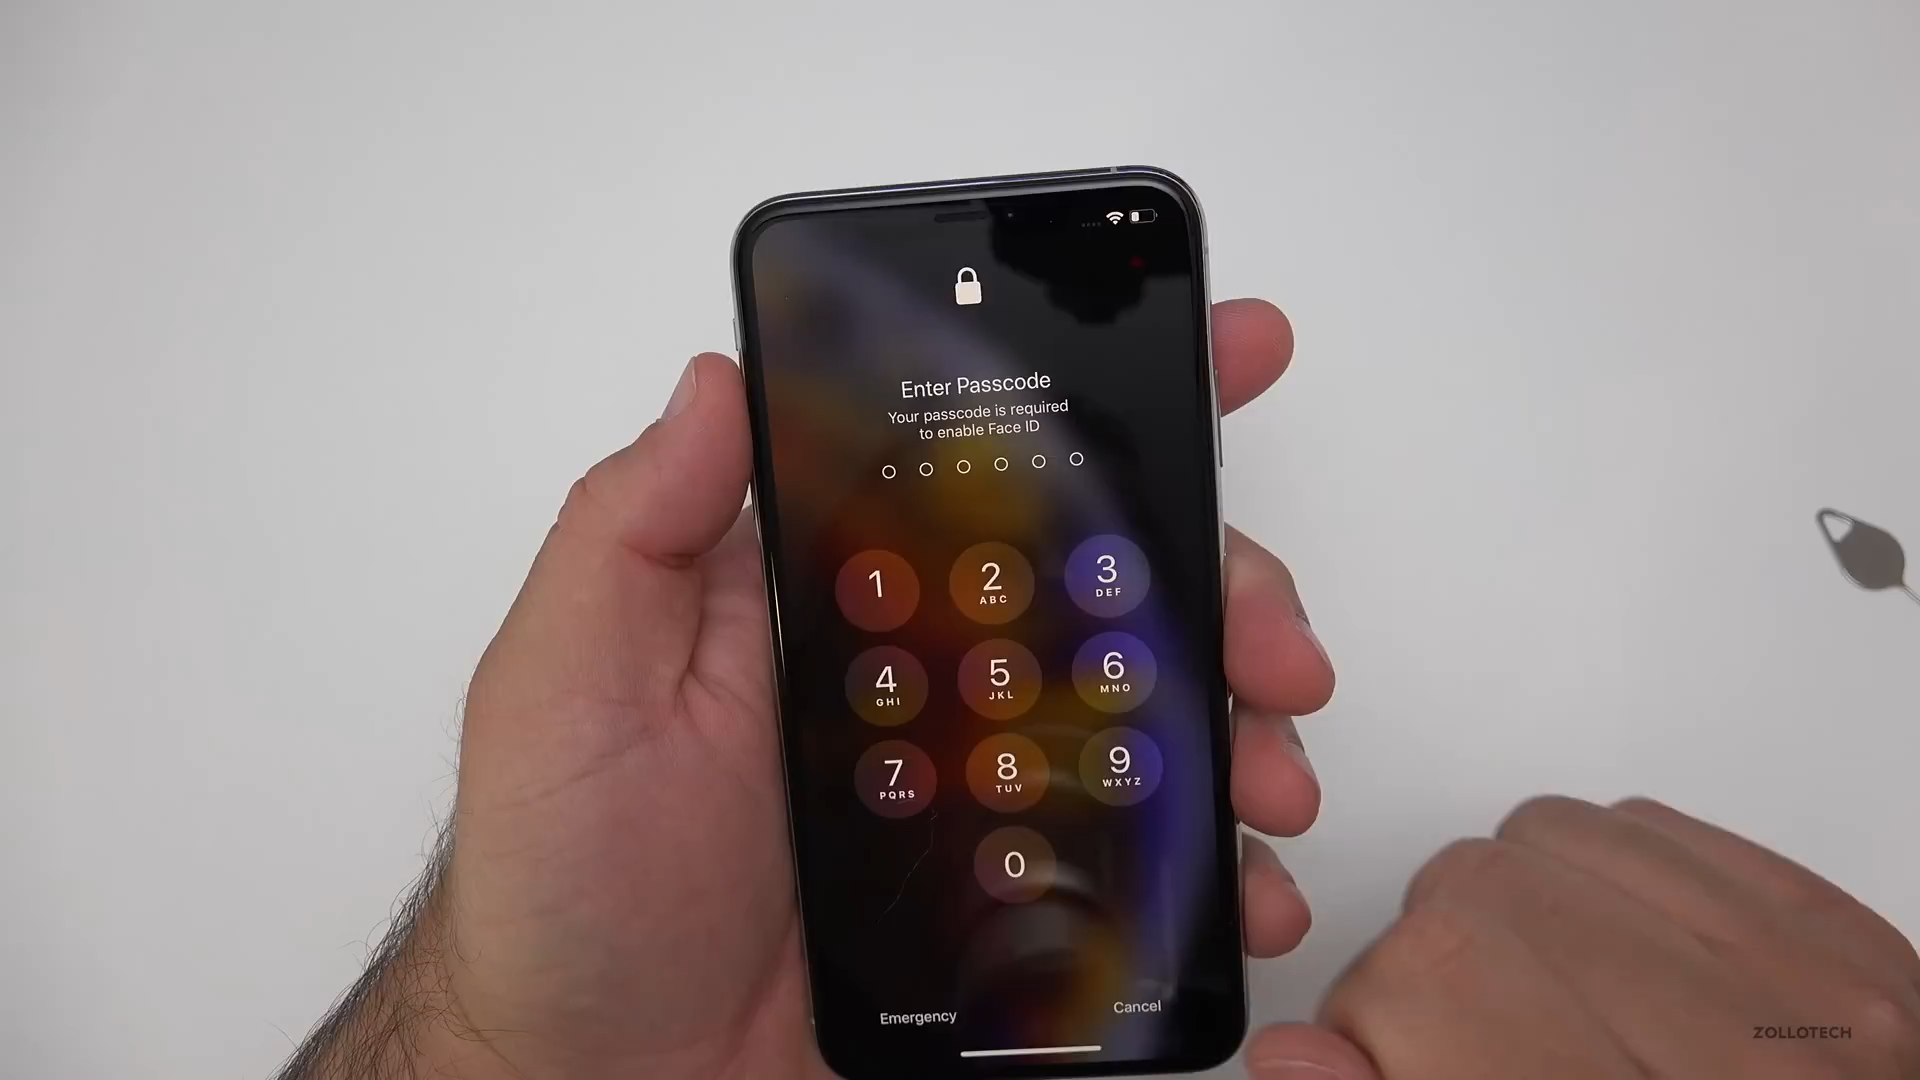 Enter Passcode
Your passcode is required
to enable Face ID
1
2
ABC
3
DEF
4
GHI
5
JKL
6
MNO
7
PQRS
8
TUV
9
WXYZ
0
Emergency
Cancel
ZOLLOTECH